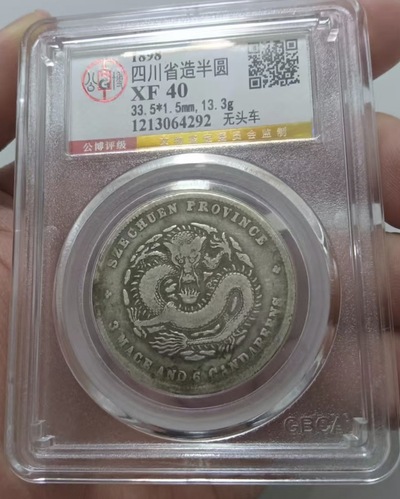 1898
四川省造半圆
XF 40
33.5*1.5mm,13.3g
1213064292 无头车
公博评级
SZECHUEN PROVINCE
3 MACE AND 6 CANDAREENS
GBCA